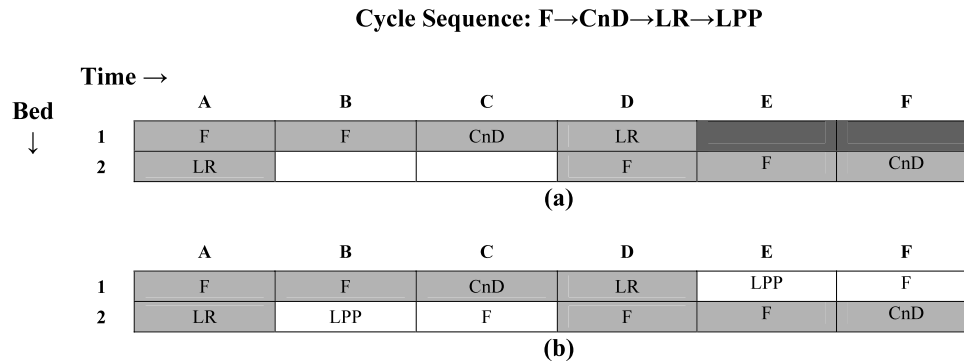 Cycle Sequence: F→CnD→LR→LPP
Time →
Bed
↓
A B C D E F
1 F F CnD LR
2 LR F F CnD
(a)
A B C D E F
1 F F CnD LR LPP F
2 LR LPP F F F CnD
(b)